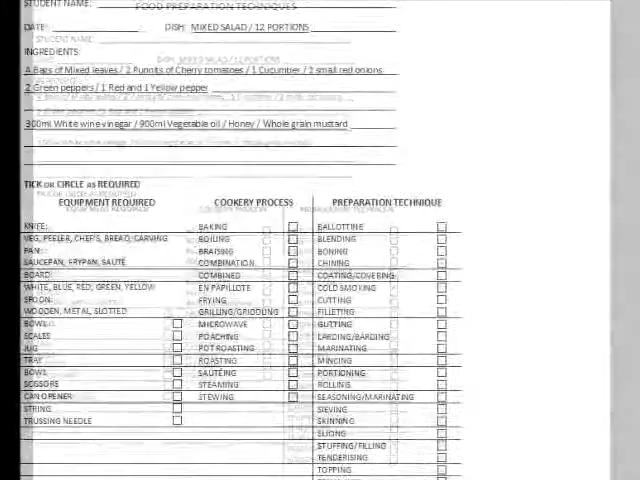 STUDENT NAME:
FOOD PREPARATION TECHNIQUES
DATE: DISH: MIXED SALAD / 12 PORTIONS
INGREDIENTS:
4 Bags of Mixed leaves / 2 Punnits of Cherry tomatoes / 1 Cucumber / 2 small red onions
2 Green peppers / 1 Red and 1 Yellow pepper
300ml White wine vinegar / 900ml Vegetable oil / Honey / Whole grain mustard
TICK OR CIRCLE AS REQUIRED
EQUIPMENT REQUIRED COOKERY PROCESS PREPARATION TECHNIQUE
KNIFE: BAKING BALLOTTINE
VEG, PEELER, CHEF'S, BREAD, CARVING BOILING BLENDING
PAN: BRAISING BONING
SAUCEPAN, FRYPAN, SAUTE COMBINATION CHINING
BOARD: COMBINED COATING/COVERING
WHITE, BLUE, RED, GREEN, YELLOW EN PAPILLOTE COLD SMOKING
SPOON: FRYING CUTTING
WOODEN, METAL, SLOTTED GRILLING/GRIDDLING FILLETING
BOWL MICROWAVE GUTTING
SCALES POACHING LARDING/BARDING
JUG POT ROASTING MARINATING
TRAY ROASTING MINCING
BOWL SAUTÉING PORTIONING
SCISSORS STEAMING ROLLING
CAN OPENER STEWING SEASONING/MARINATING
STRING SIEVING
TRUSSING NEEDLE SKINNING
SLICING
STUFFING/FILLING
TENDERISING
TOPPING